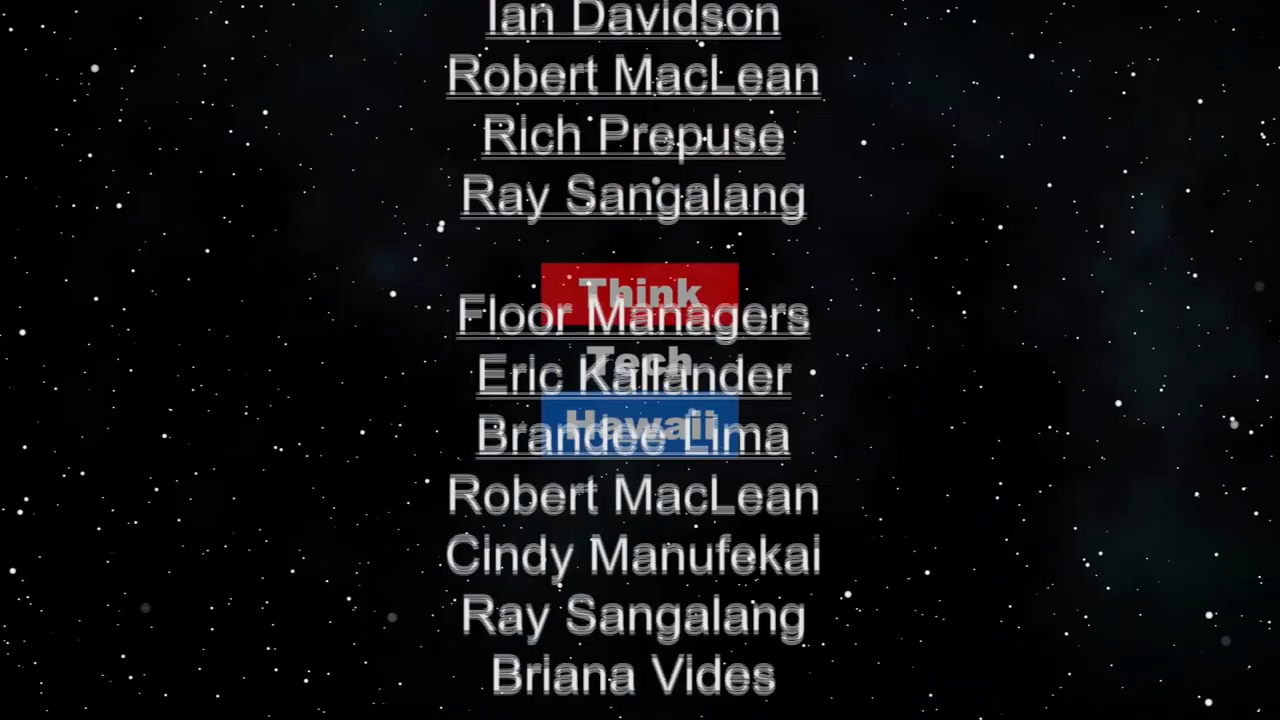 Ian Davidson
Robert MacLean
Rich Prepuse
Ray Sangalang
Think
Floor Managers
Tech
Eric Kallander
Hawaii
Brandee Lima
Robert MacLean
Cindy Manufekai
Ray Sangalang
Briana Vides